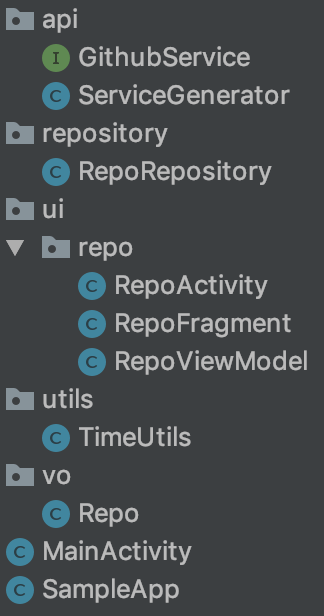 api
I GithubService
C ServiceGenerator
repository
C RepoRepository
ui
repo
C RepoActivity
C RepoFragment
C RepoViewModel
utils
C TimeUtils
vo
C Repo
C MainActivity
C SampleApp